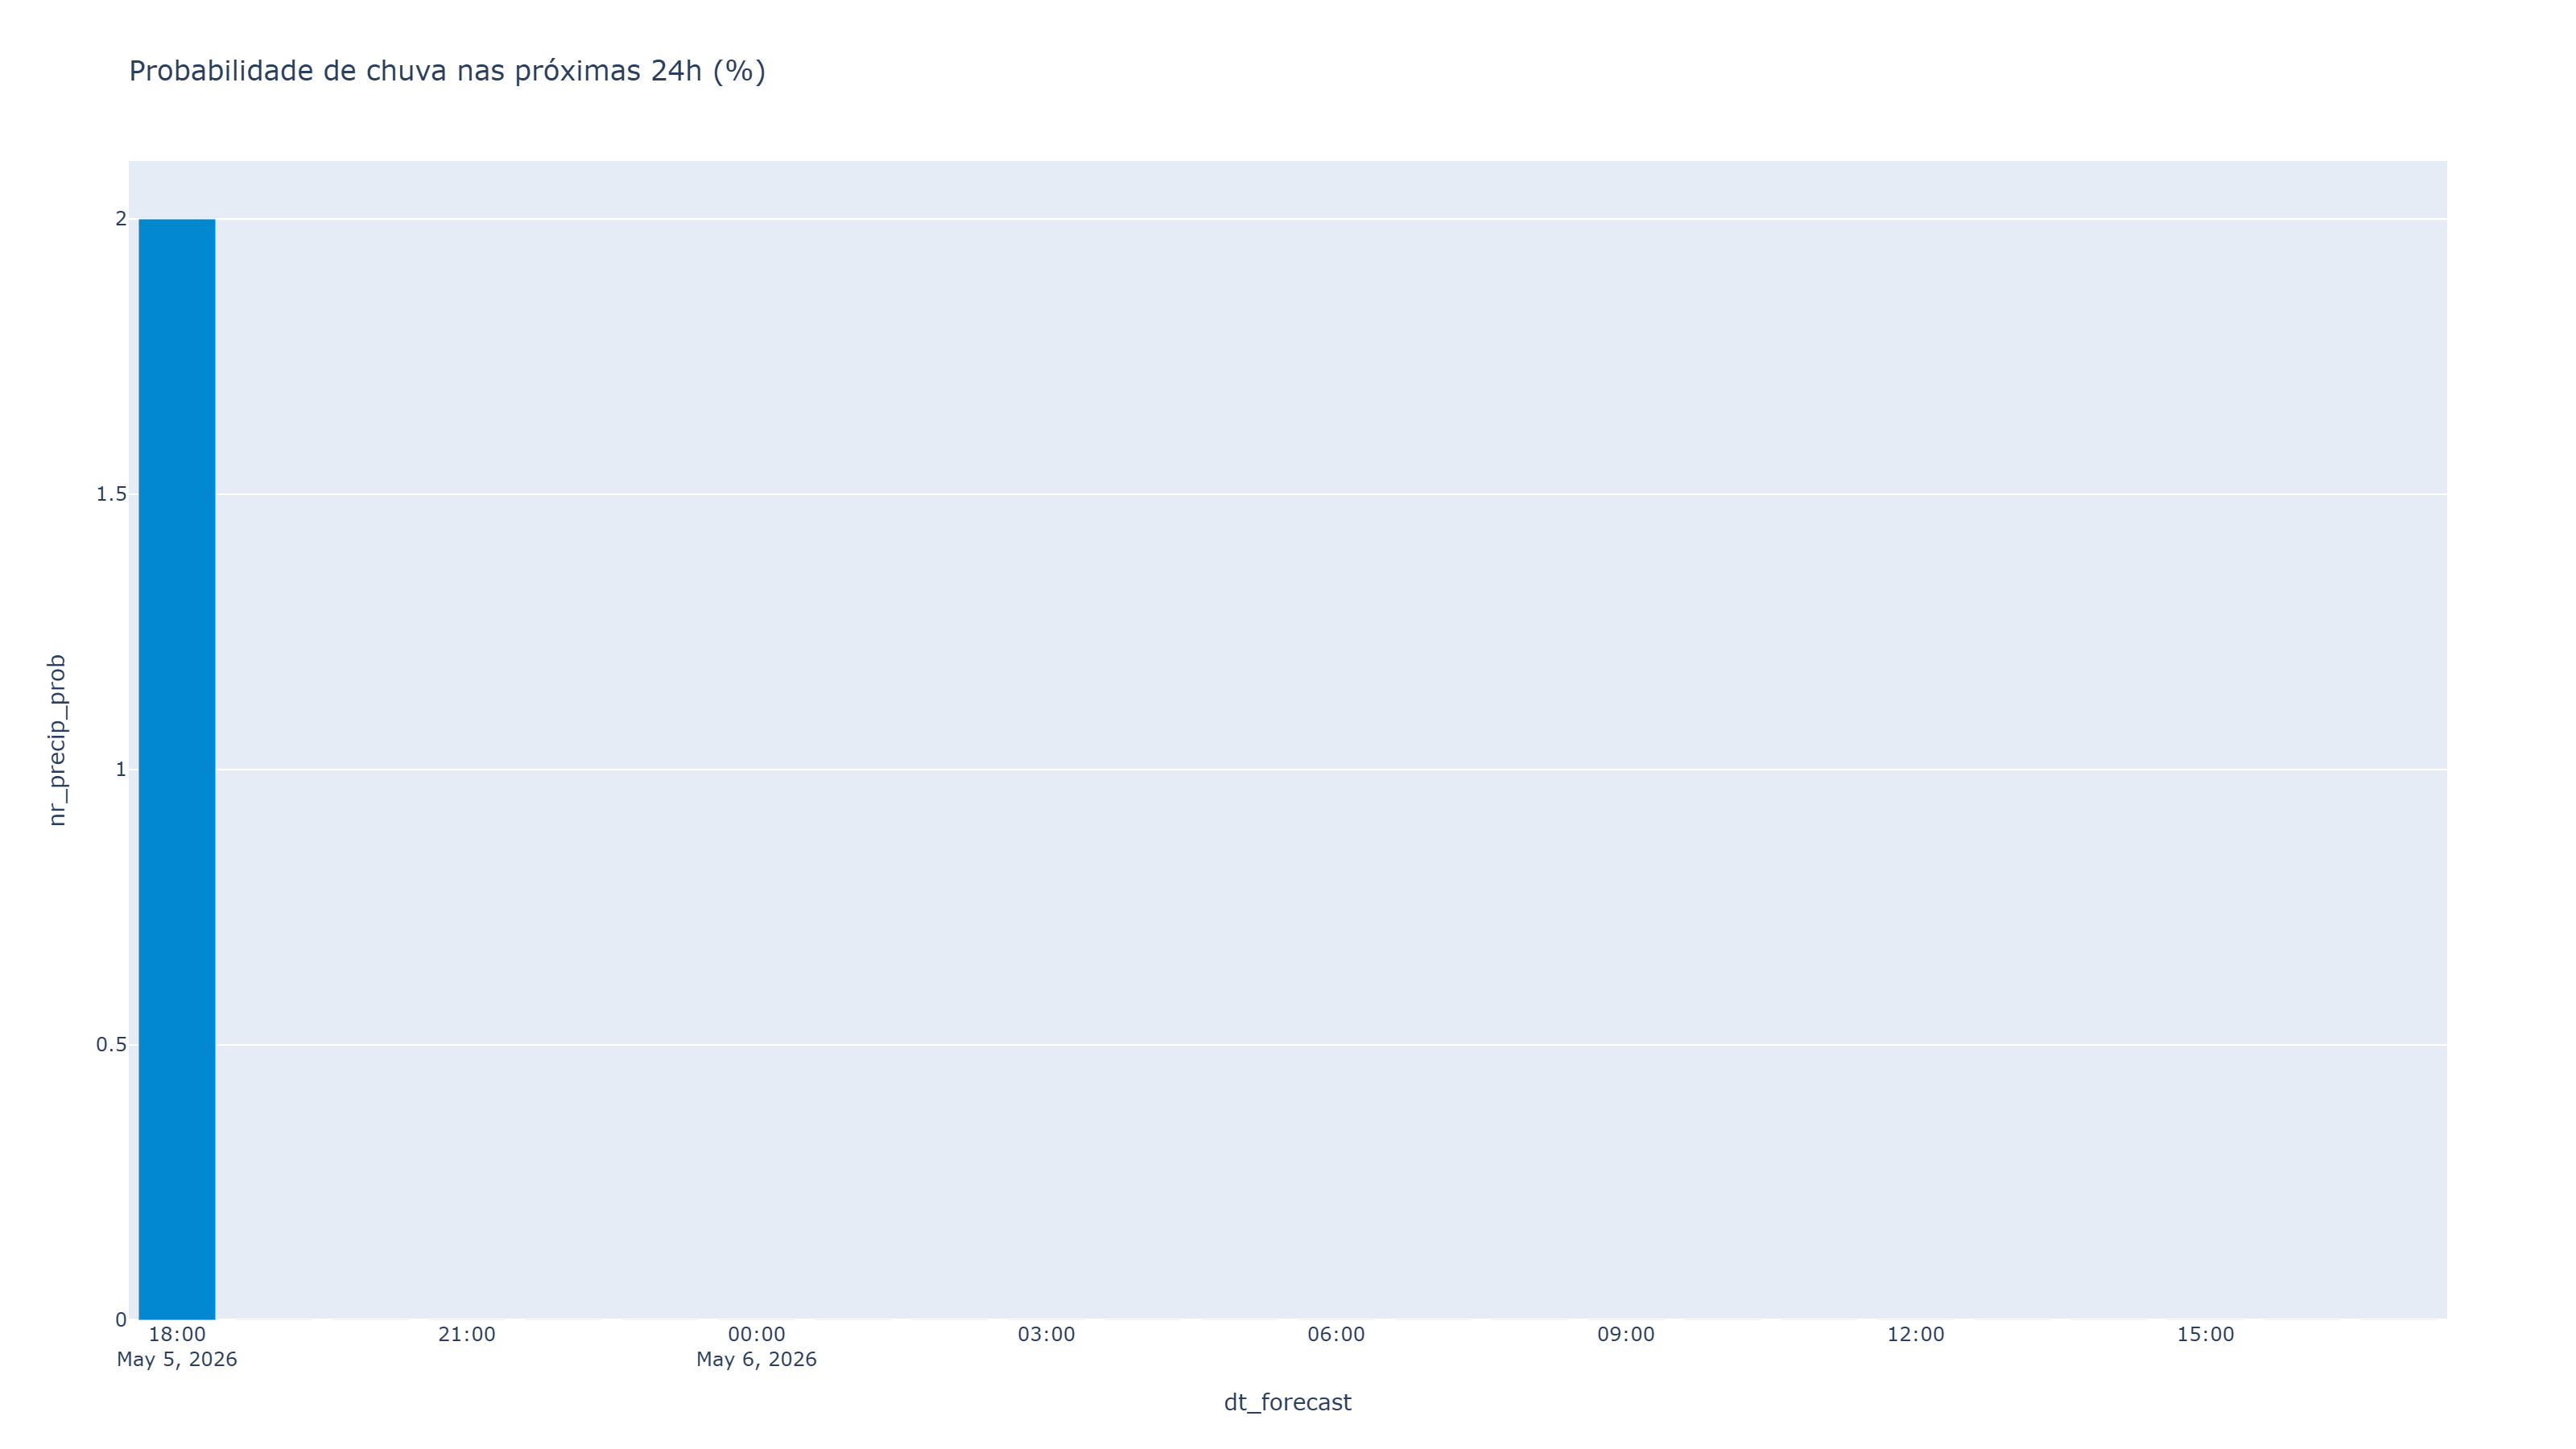 Probabilidade de chuva nas próximas 24h (%)
2
1.5
1
0.5
0
nr_precip_prob
18:00 21:00 00:00 03:00 06:00 09:00 12:00 15:00
May 5, 2026 May 6, 2026
dt_forecast